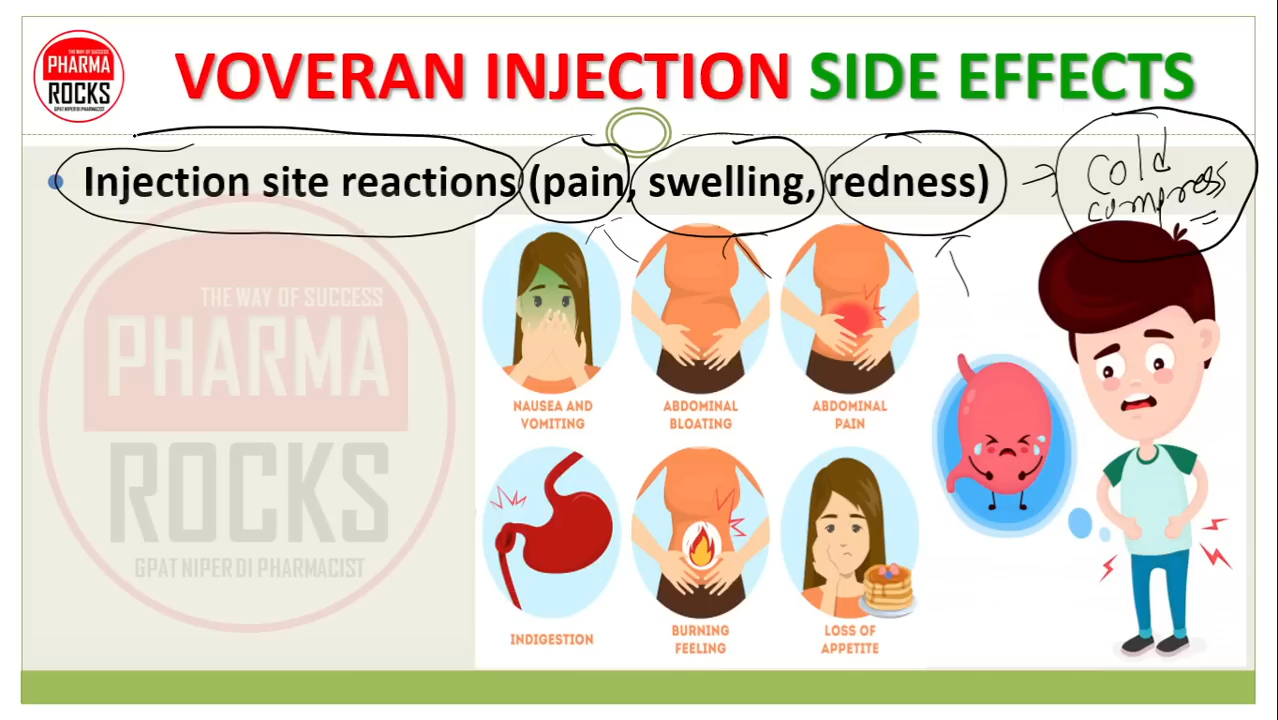 THE WAY OF SUCCESS
PHARMA
ROCKS
GPAT NIPER DI PHARMACIST
VOVERAN INJECTION SIDE EFFECTS
• Injection site reactions (pain, swelling, redness)
cold
compress
THE WAY OF SUCCESS
PHARMA
ROCKS
GPAT NIPER DI PHARMACIST
NAUSEA AND
VOMITING
ABDOMINAL
BLOATING
ABDOMINAL
PAIN
INDIGESTION
BURNING
FEELING
LOSS OF
APPETITE